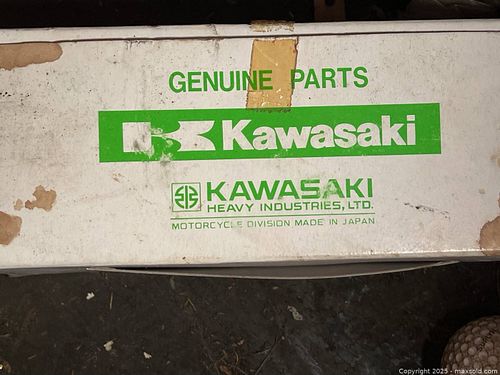 GENUINE PARTS
Kawasaki
KAWASAKI
HEAVY INDUSTRIES, LTD.
MOTORCYCLE DIVISION MADE IN JAPAN
Copyright 2025 - maxsold.com